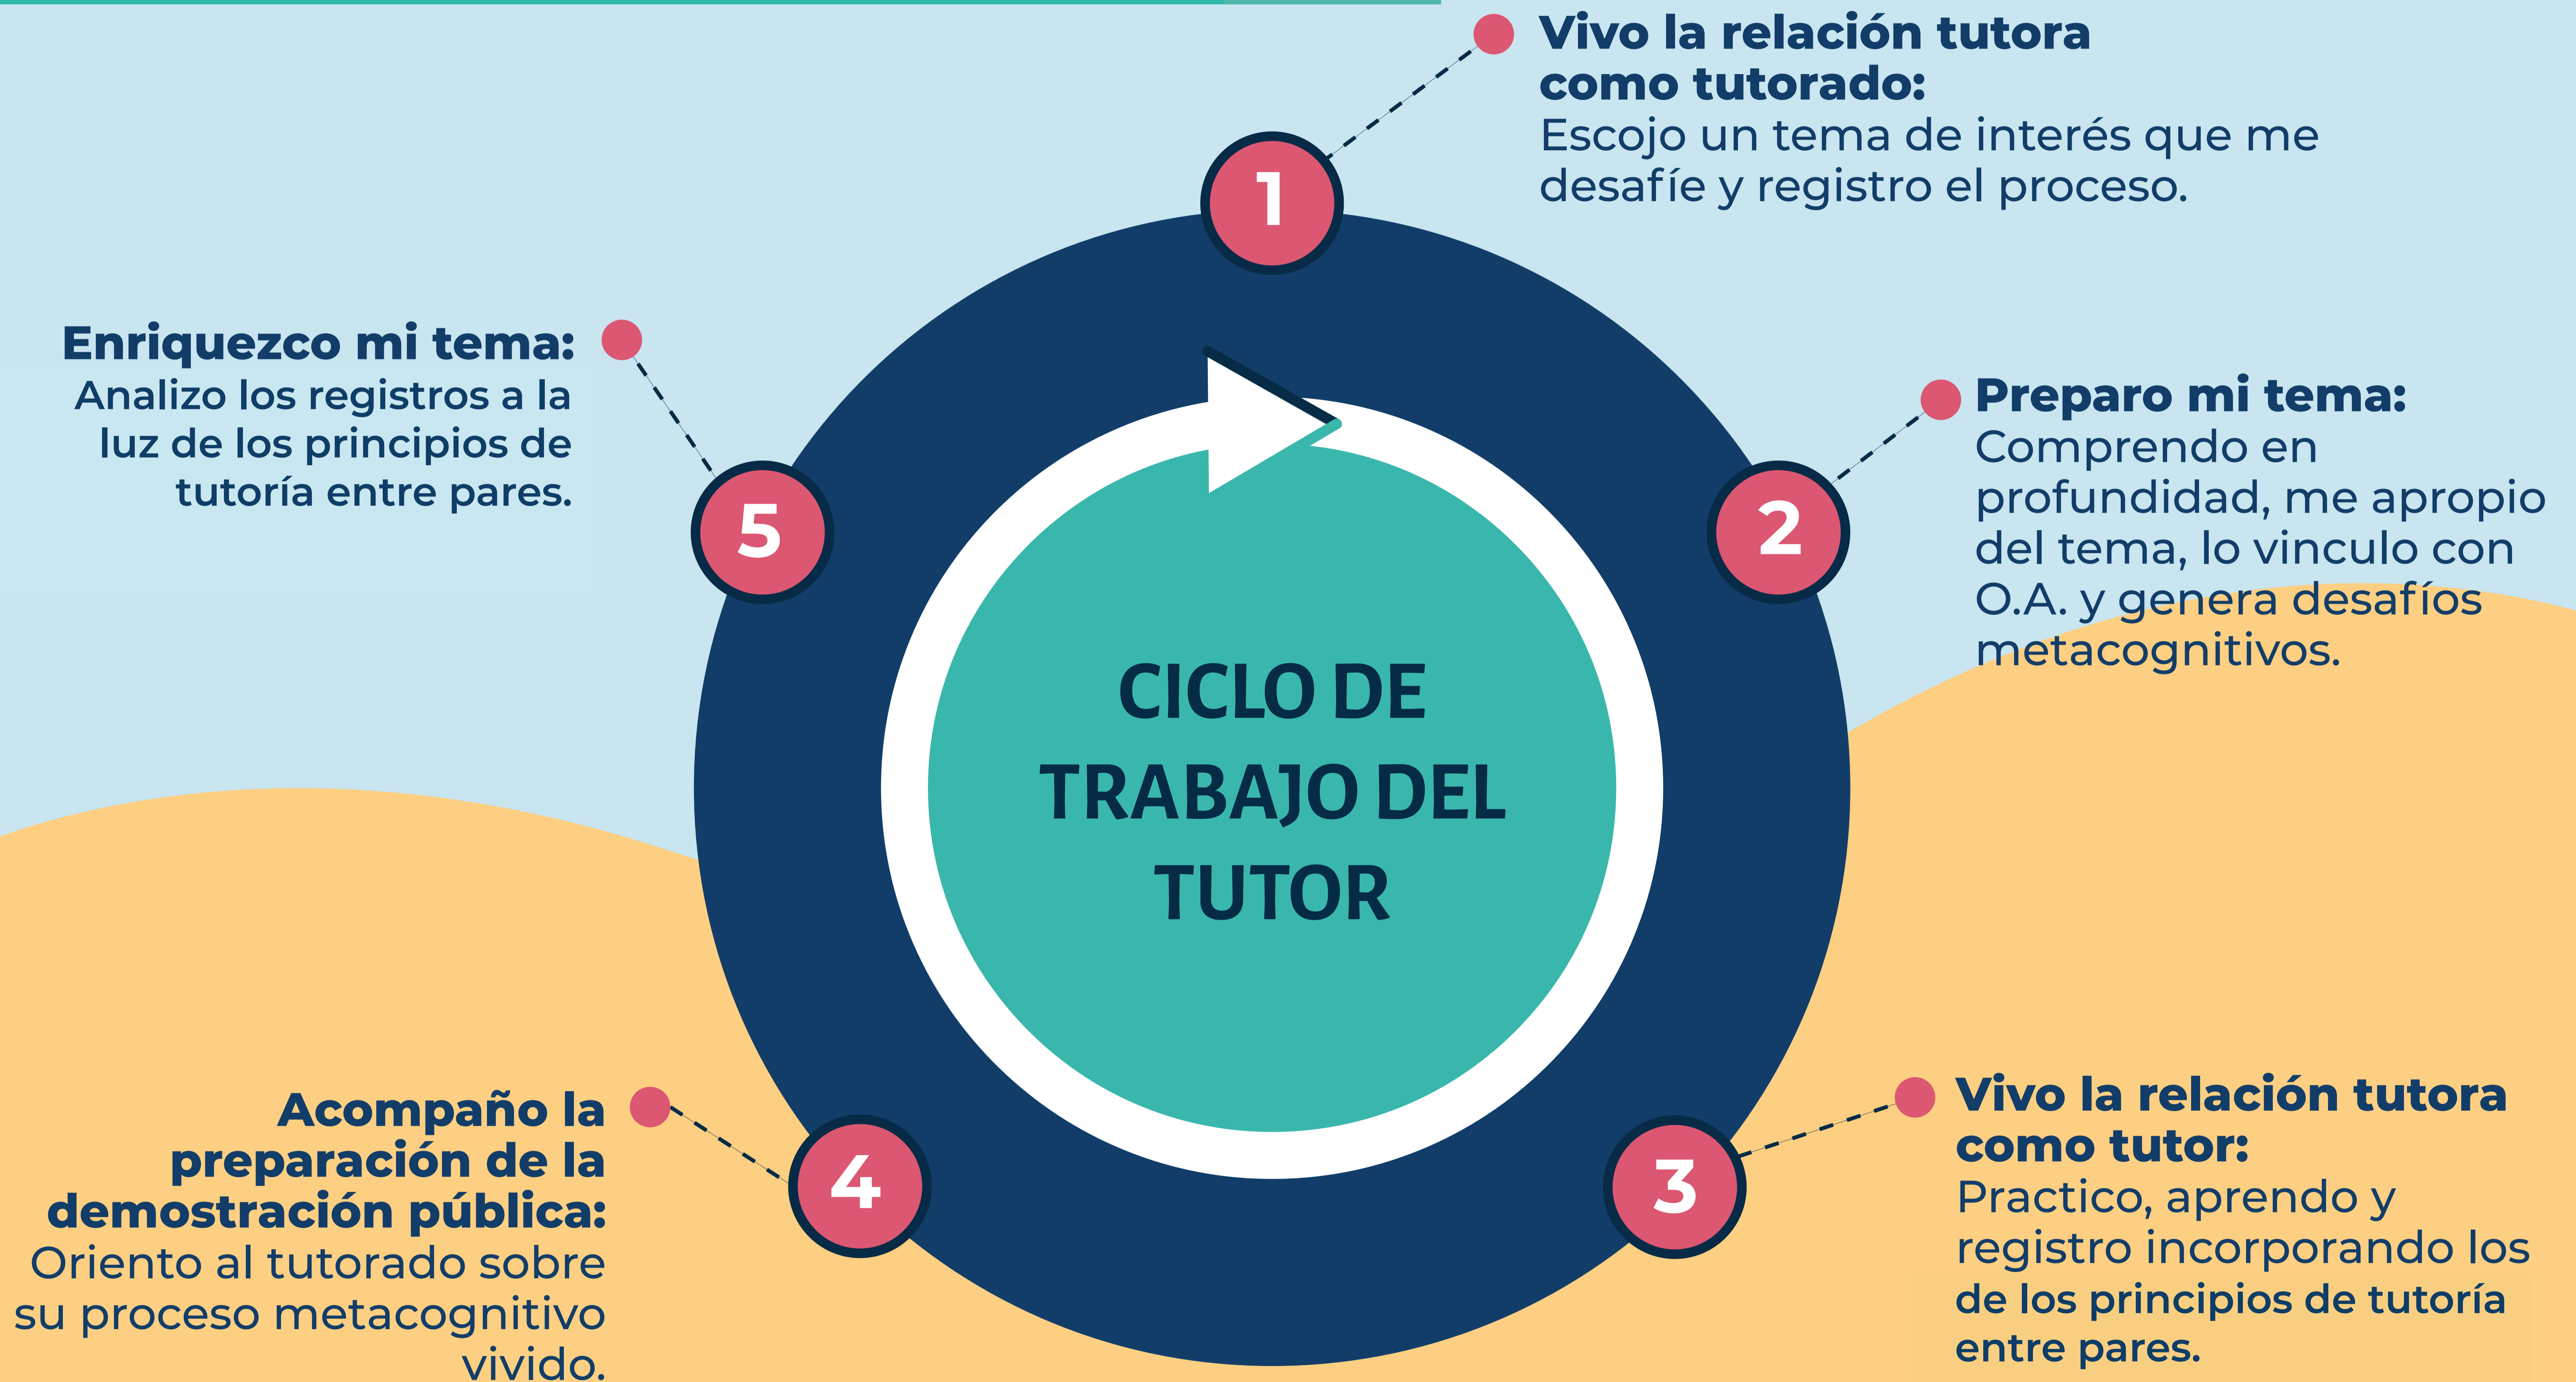 Vivo la relación tutora
como tutorado:
Escojo un tema de interés que me
desafíe y registro el proceso.
1
Enriquezco mi tema:
Analizo los registros a la
luz de los principios de
tutoría entre pares.
5
Preparo mi tema:
Comprendo en
profundidad, me apropio
del tema, lo vinculo con
O.A. y genera desafíos
metacognitivos.
2
CICLO DE
TRABAJO DEL
TUTOR
Acompaño la
preparación de la
demostración pública:
Oriento al tutorado sobre
su proceso metacognitivo
vivido.
4
Vivo la relación tutora
como tutor:
Practico, aprendo y
registro incorporando los
de los principios de tutoría
entre pares.
3